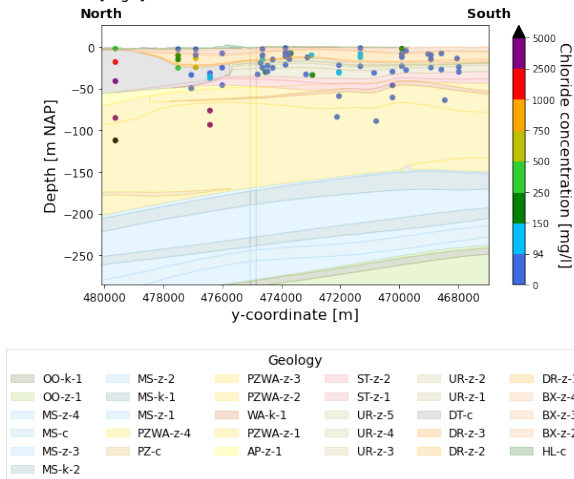 North South
Depth [m NAP]
0
−50
−100
−150
−200
−250
480000 478000 476000 474000 472000 470000 468000
y-coordinate [m]
5000
2500
1000
750
500
250
150
94
0
Chloride concentration [mg/l]
Geology
OO-k-1 MS-z-2 PZWA-z-3 ST-z-2 UR-z-2
OO-z-1 MS-k-1 PZWA-z-2 ST-z-1 UR-z-1 BX-z-4
MS-z-4 MS-z-1 WA-k-1 UR-z-5 DT-c
MS-c PZWA-z-4 PZWA-z-1 UR-z-4 DR-z-3
MS-z-3 PZ-c AP-z-1 UR-z-3 DR-z-2 HL-c
MS-k-2